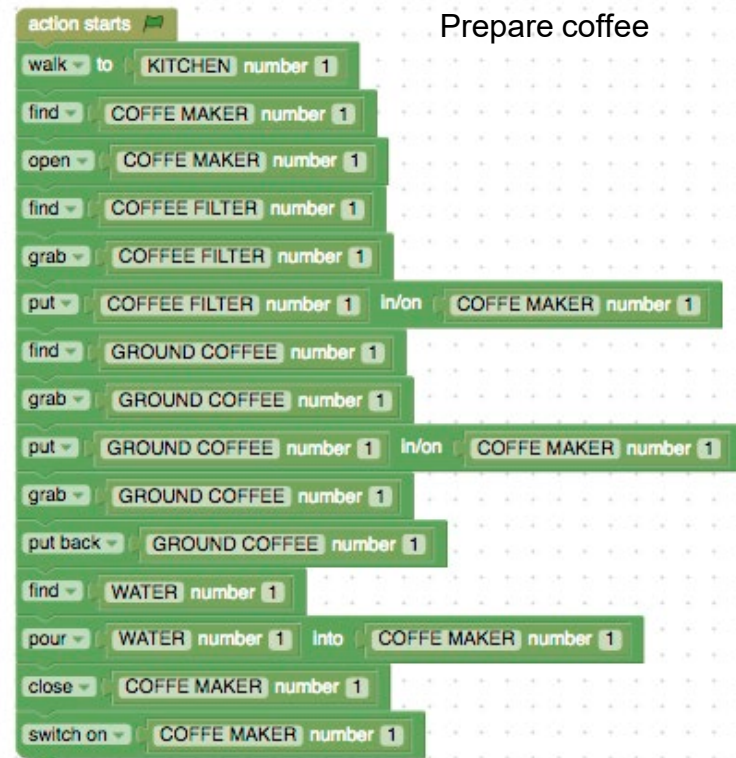 Prepare coffee
action starts
walk to KITCHEN number 1
find COFFE MAKER number 1
open COFFE MAKER number 1
find COFFEE FILTER number 1
grab COFFEE FILTER number 1
put COFFEE FILTER number 1 in/on COFFE MAKER number 1
find GROUND COFFEE number 1
grab GROUND COFFEE number 1
put GROUND COFFEE number 1 in/on COFFE MAKER number 1
grab GROUND COFFEE number 1
put back GROUND COFFEE number 1
find WATER number 1
pour WATER number 1 into COFFE MAKER number 1
close COFFE MAKER number 1
switch on COFFE MAKER number 1